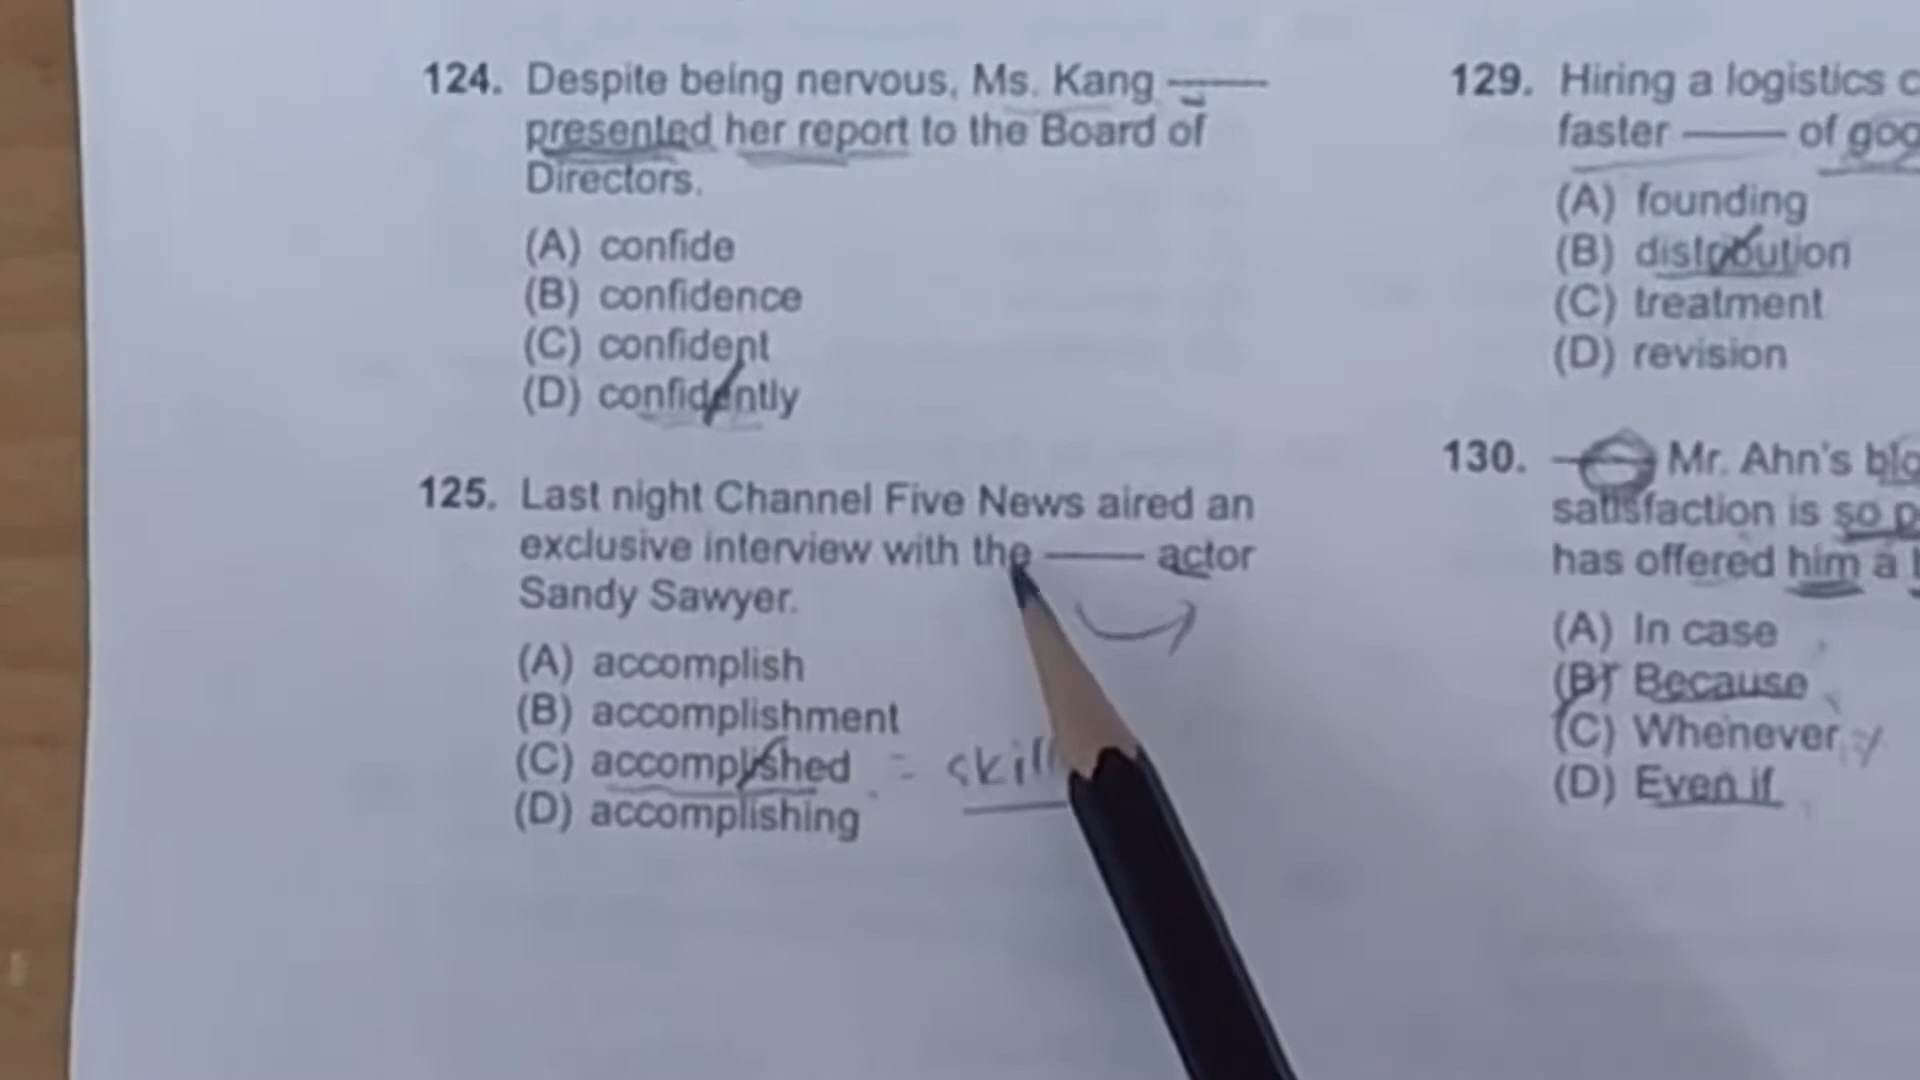 124. Despite being nervous, Ms. Kang ——
presented her report to the Board of
Directors.
(A) confide
(B) confidence
(C) confident
(D) confidently
125. Last night Channel Five News aired an
exclusive interview with the —— actor
Sandy Sawyer.
(A) accomplish
(B) accomplishment
(C) accomplished =
(D) accomplishing
129. Hiring a logistics
faster —— of
(A) founding
(B) distribution
(C) treatment
(D) revision
130. —— Mr. Ahn's
satisfaction is so
has offered him a
(A) In case
(B) Because
(C) Whenever
(D) Even if